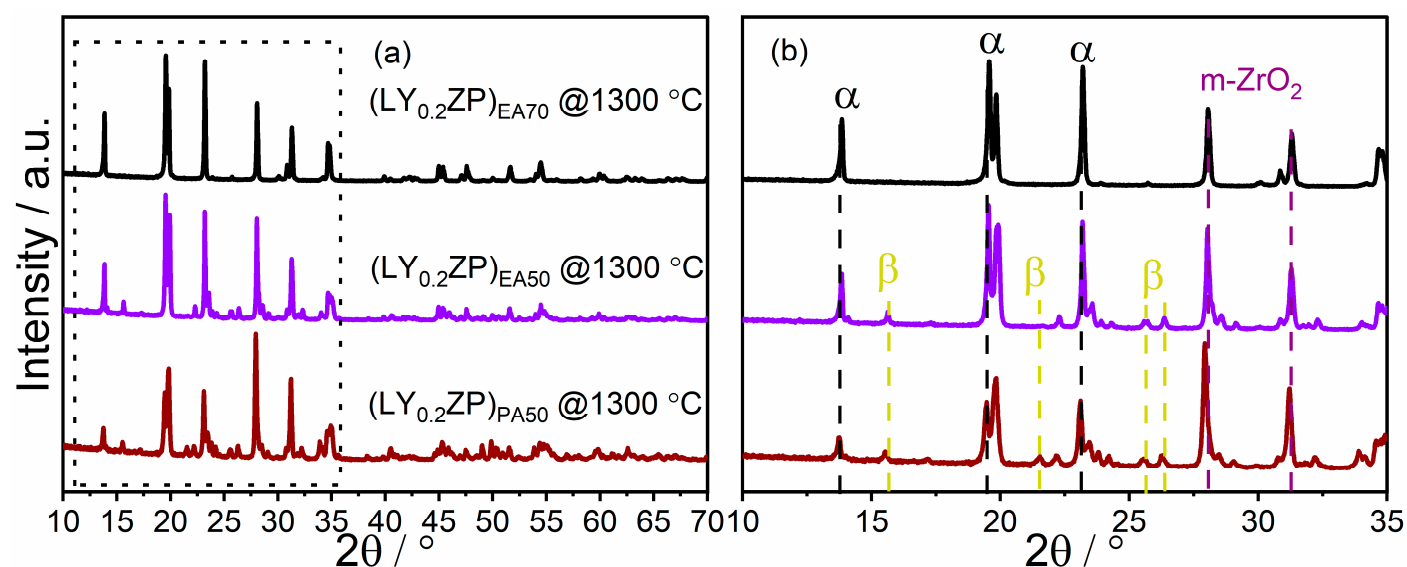 Intensity / a.u.
(a)
(LY0.2ZP)EA70 @1300 °C
(LY0.2ZP)EA50 @1300 °C
(LY0.2ZP)PA50 @1300 °C
10 15 20 25 30 35 40 45 50 55 60 65 70
2θ / °
(b)
α
α
α
m-ZrO2
β
β
β
10 15 20 25 30 35
2θ / °